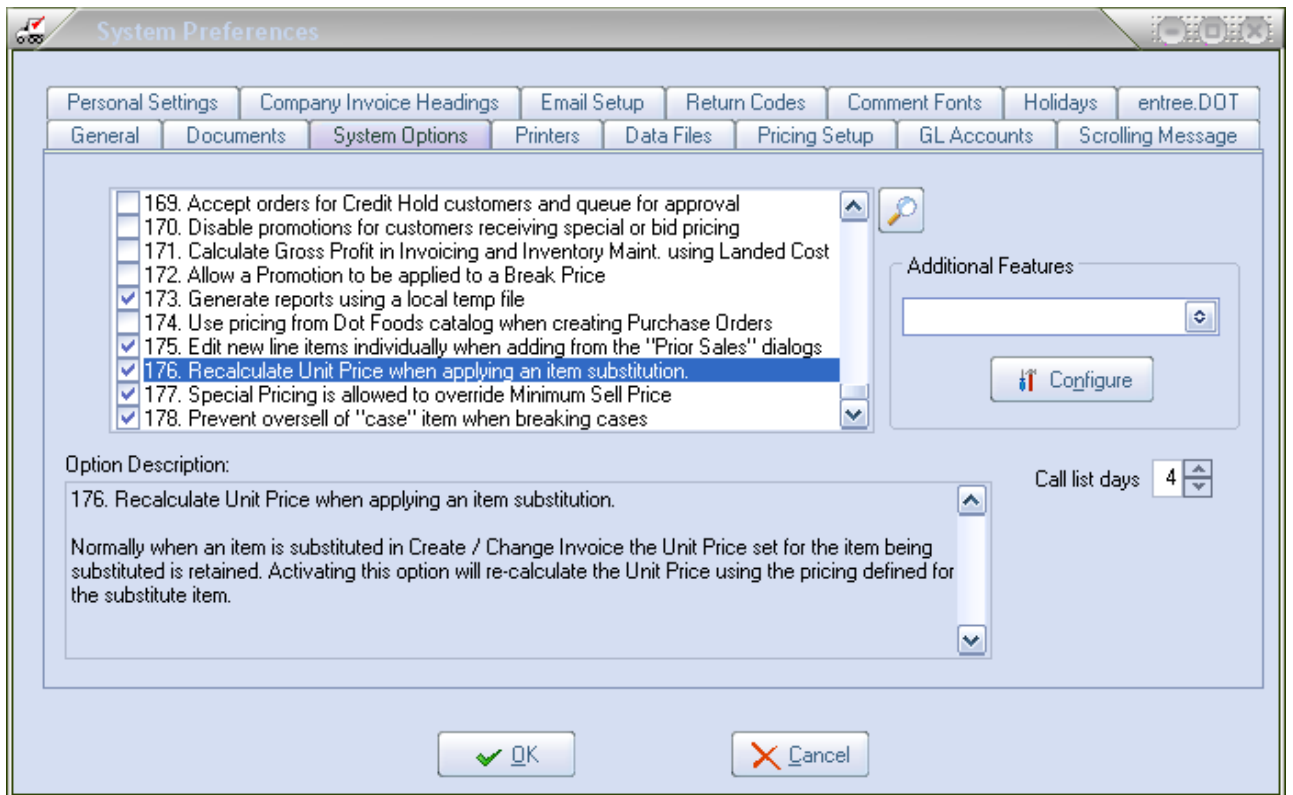 System Preferences
Personal Settings Company Invoice Headings Email Setup Return Codes Comment Fonts Holidays entree.DOT
General Documents System Options Printers Data Files Pricing Setup GL Accounts Scrolling Message
169. Accept orders for Credit Hold customers and queue for approval
170. Disable promotions for customers receiving special or bid pricing
171. Calculate Gross Profit in Invoicing and Inventory Maint. using Landed Cost
172. Allow a Promotion to be applied to a Break Price
173. Generate reports using a local temp file
174. Use pricing from Dot Foods catalog when creating Purchase Orders
175. Edit new line items individually when adding from the "Prior Sales" dialogs
176. Recalculate Unit Price when applying an item substitution.
177. Special Pricing is allowed to override Minimum Sell Price
178. Prevent oversell of "case" item when breaking cases
Additional Features
Configure
Option Description:
Call list days 4
176. Recalculate Unit Price when applying an item substitution.
Normally when an item is substituted in Create / Change Invoice the Unit Price set for the item being
substituted is retained. Activating this option will re-calculate the Unit Price using the pricing defined for
the substitute item.
OK Cancel